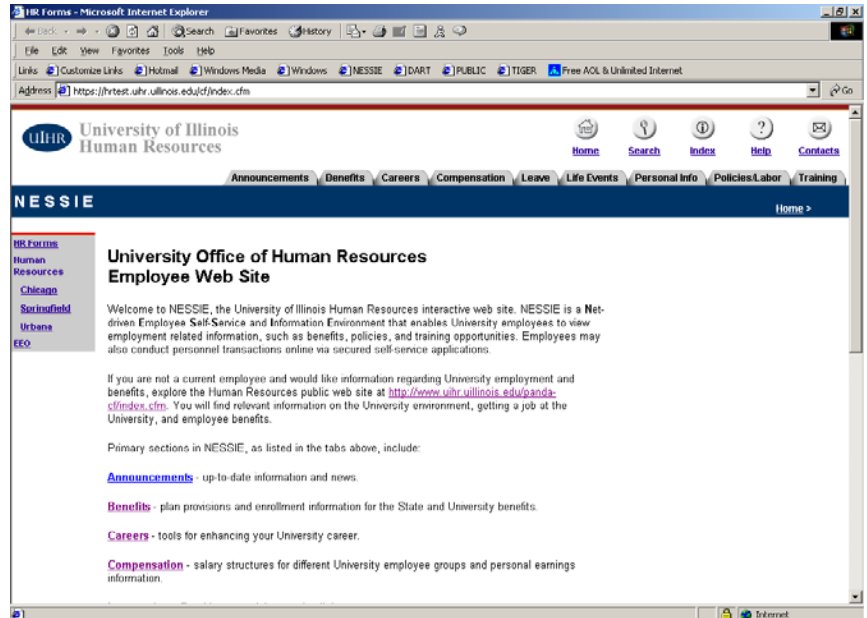 HR Forms - Microsoft Internet Explorer
Back
Search Favorites History
File Edit View Favorites Tools Help
Links Customize Links Hotmail Windows Media Windows NESSIE DART PUBLIC TIGER Free AOL & Unlimited Internet
Address https://hrtest.uihr.uillinois.edu/cf/index.cfm Go
UIHR University of Illinois
Human Resources
Home Search Index Help Contacts
Announcements Benefits Careers Compensation Leave Life Events Personal Info Policies/Labor Training
NESSIE
Home >
HR Forms
Human
Resources
Chicago
Springfield
Urbana
EEO
University Office of Human Resources
Employee Web Site
Welcome to NESSIE, the University of Illinois Human Resources interactive web site. NESSIE is a Net-
driven Employee Self-Service and Information Environment that enables University employees to view
employment related information, such as benefits, policies, and training opportunities. Employees may
also conduct personnel transactions online via secured self-service applications.
If you are not a current employee and would like information regarding University employment and
benefits, explore the Human Resources public web site at http://www.uihr.uillinois.edu/panda-
cf/index.cfm. You will find relevant information on the University environment, getting a job at the
University, and employee benefits.
Primary sections in NESSIE, as listed in the tabs above, include:
Announcements - up-to-date information and news.
Benefits - plan provisions and enrollment information for the State and University benefits.
Careers - tools for enhancing your University career.
Compensation - salary structures for different University employee groups and personal earnings
information.
Internet